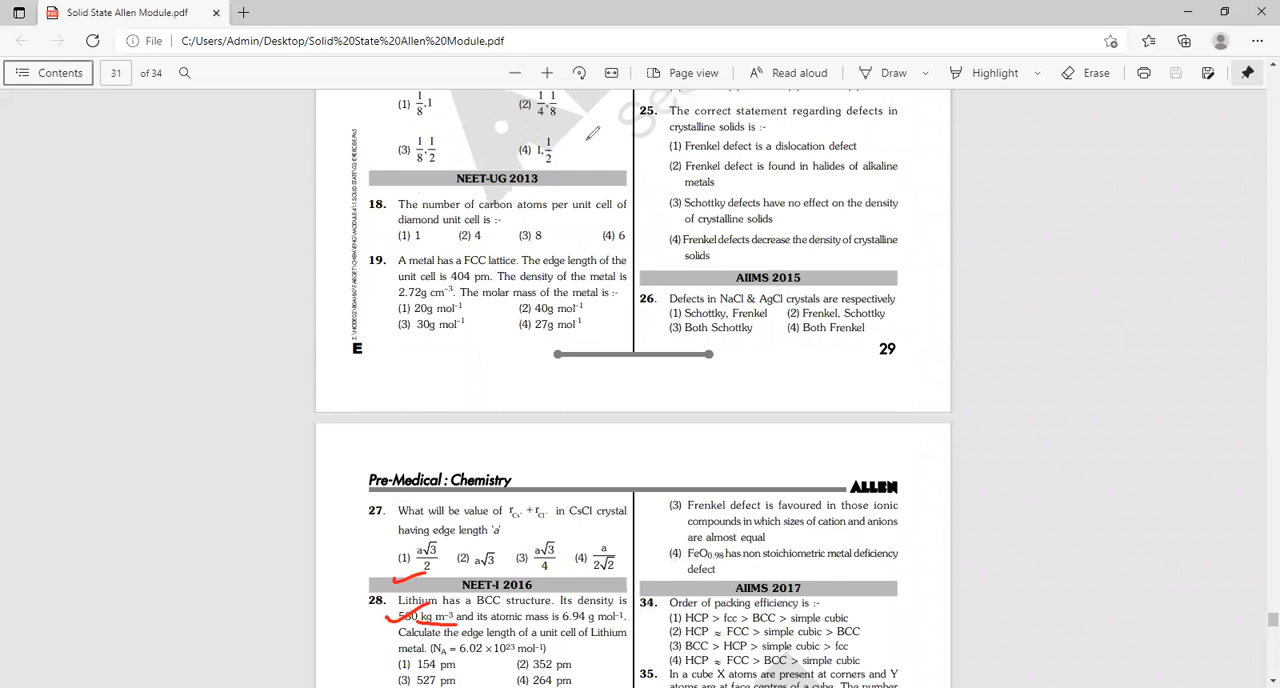 Solid State Allen Module.pdf
File C:/Users/Admin/Desktop/Solid%20State%20Allen%20Module.pdf
Contents 31 of 34 Page view Read aloud Draw Highlight Erase
(1) 1/8, 1 (2) 1/4, 1/8
(3) 1/8, 1/2 (4) 1, 1/2
NEET-UG 2013
18. The number of carbon atoms per unit cell of
diamond unit cell is :-
(1) 1 (2) 4 (3) 8 (4) 6
19. A metal has a FCC lattice. The edge length of the
unit cell is 404 pm. The density of the metal is
2.72g cm⁻³. The molar mass of the metal is :-
(1) 20g mol⁻¹ (2) 40g mol⁻¹
(3) 30g mol⁻¹ (4) 27g mol⁻¹
E
25. The correct statement regarding defects in
crystalline solids is :-
(1) Frenkel defect is a dislocation defect
(2) Frenkel defect is found in halides of alkaline
metals
(3) Schottky defects have no effect on the density
of crystalline solids
(4) Frenkel defects decrease the density of crystalline
solids
AIIMS 2015
26. Defects in NaCl & AgCl crystals are respectively
(1) Schottky, Frenkel (2) Frenkel, Schottky
(3) Both Schottky (4) Both Frenkel
29
Pre-Medical : Chemistry
ALLEN
27. What will be value of r Cs⁺ + r Cl⁻ in CsCl crystal
having edge length 'a'
(1) a√3/2 (2) a√3 (3) a√3/4 (4) a/2√2
NEET-I 2016
28. Lithium has a BCC structure. Its density is
530 kg m⁻³ and its atomic mass is 6.94 g mol⁻¹.
Calculate the edge length of a unit cell of Lithium
metal. (N_A = 6.02 ×10²³ mol⁻¹)
(1) 154 pm (2) 352 pm
(3) 527 pm (4) 264 pm
(3) Frenkel defect is favoured in those ionic
compounds in which sizes of cation and anions
are almost equal
(4) FeO₀.₉₈ has non stoichiometric metal deficiency
defect
AIIMS 2017
34. Order of packing efficiency is :-
(1) HCP > fcc > BCC > simple cubic
(2) HCP ≈ FCC > simple cubic > BCC
(3) BCC > HCP > simple cubic > fcc
(4) HCP ≈ FCC > BCC > simple cubic
35. In a cube X atoms are present at corners and Y
atoms are at face centres of a cube. The number